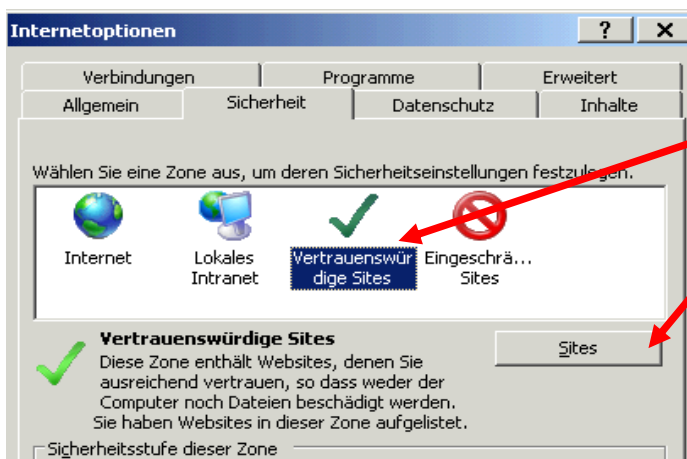 Internetoptionen
Verbindungen Programme Erweitert
Allgemein Sicherheit Datenschutz Inhalte
Wählen Sie eine Zone aus, um deren Sicherheitseinstellungen festzulegen.
Internet Lokales Vertrauenswür Eingeschrä...
Intranet dige Sites Sites
Vertrauenswürdige Sites
Diese Zone enthält Websites, denen Sie
ausreichend vertrauen, so dass weder der
Computer noch Dateien beschädigt werden.
Sie haben Websites in dieser Zone aufgelistet.
Sites
Sicherheitsstufe dieser Zone